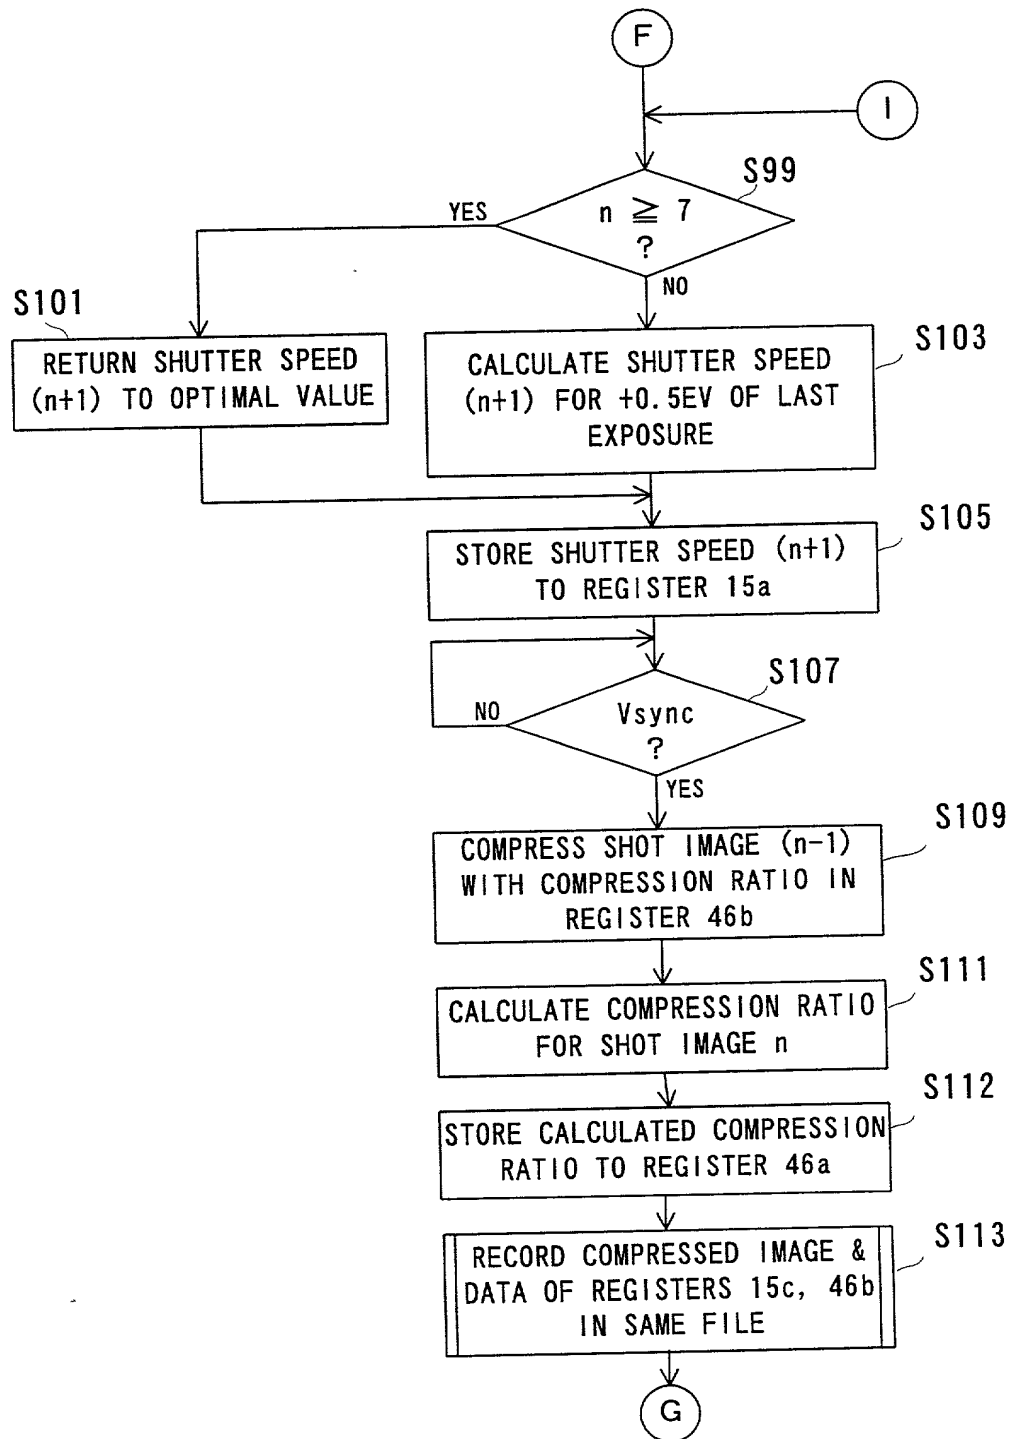 F
I
S99
n ≧ 7
?
YES
NO
S101
RETURN SHUTTER SPEED
(n+1) TO OPTIMAL VALUE
S103
CALCULATE SHUTTER SPEED
(n+1) FOR +0.5EV OF LAST
EXPOSURE
S105
STORE SHUTTER SPEED (n+1)
TO REGISTER 15a
S107
Vsync
?
NO
YES
S109
COMPRESS SHOT IMAGE (n-1)
WITH COMPRESSION RATIO IN
REGISTER 46b
S111
CALCULATE COMPRESSION RATIO
FOR SHOT IMAGE n
S112
STORE CALCULATED COMPRESSION
RATIO TO REGISTER 46a
S113
RECORD COMPRESSED IMAGE &
DATA OF REGISTERS 15c, 46b
IN SAME FILE
G